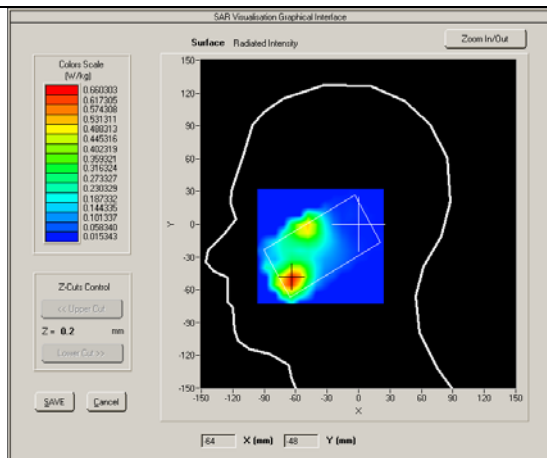 SAR Visualisation Graphical Interface
Surface Radiated Intensity
Zoom In/Out
Colors Scale
(W/kg)
0.660303
0.617305
0.574308
0.531311
0.488313
0.445316
0.402319
0.359321
0.316324
0.273327
0.230329
0.187332
0.144335
0.101337
0.058340
0.015343
Z-Cuts Control
<< Upper Cut
Z = 0.2 mm
Lower Cut >>
SAVE
Cancel
150
120
90
60
30
0
-30
-60
-90
-120
-150
Y
-150 -120 -90 -60 -30 0 30 60 90 120 150
X
-64 X (mm) -48 Y (mm)